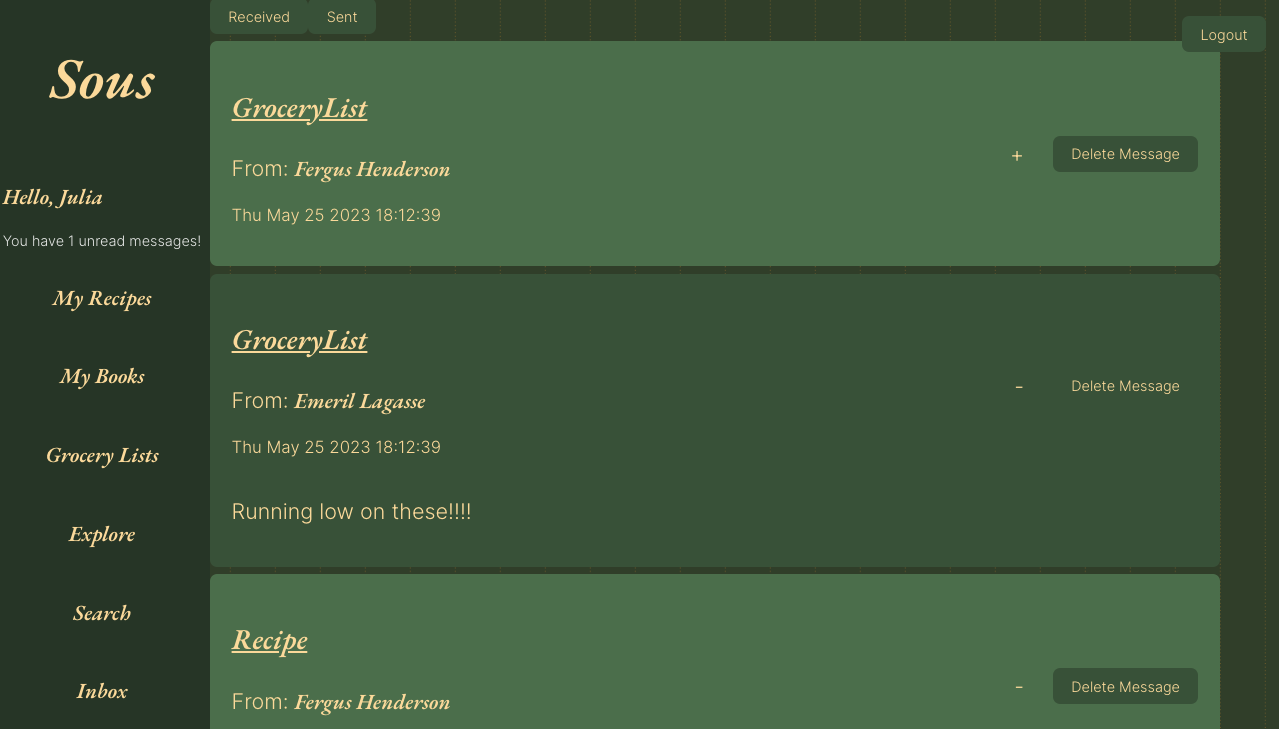 Received
Sent
Logout
Sous
Hello, Julia
You have 1 unread messages!
My Recipes
My Books
Grocery Lists
Explore
Search
Inbox
GroceryList
From: Fergus Henderson
Thu May 25 2023 18:12:39
+
Delete Message
GroceryList
From: Emeril Lagasse
Thu May 25 2023 18:12:39
Running low on these!!!!
-
Delete Message
Recipe
From: Fergus Henderson
-
Delete Message